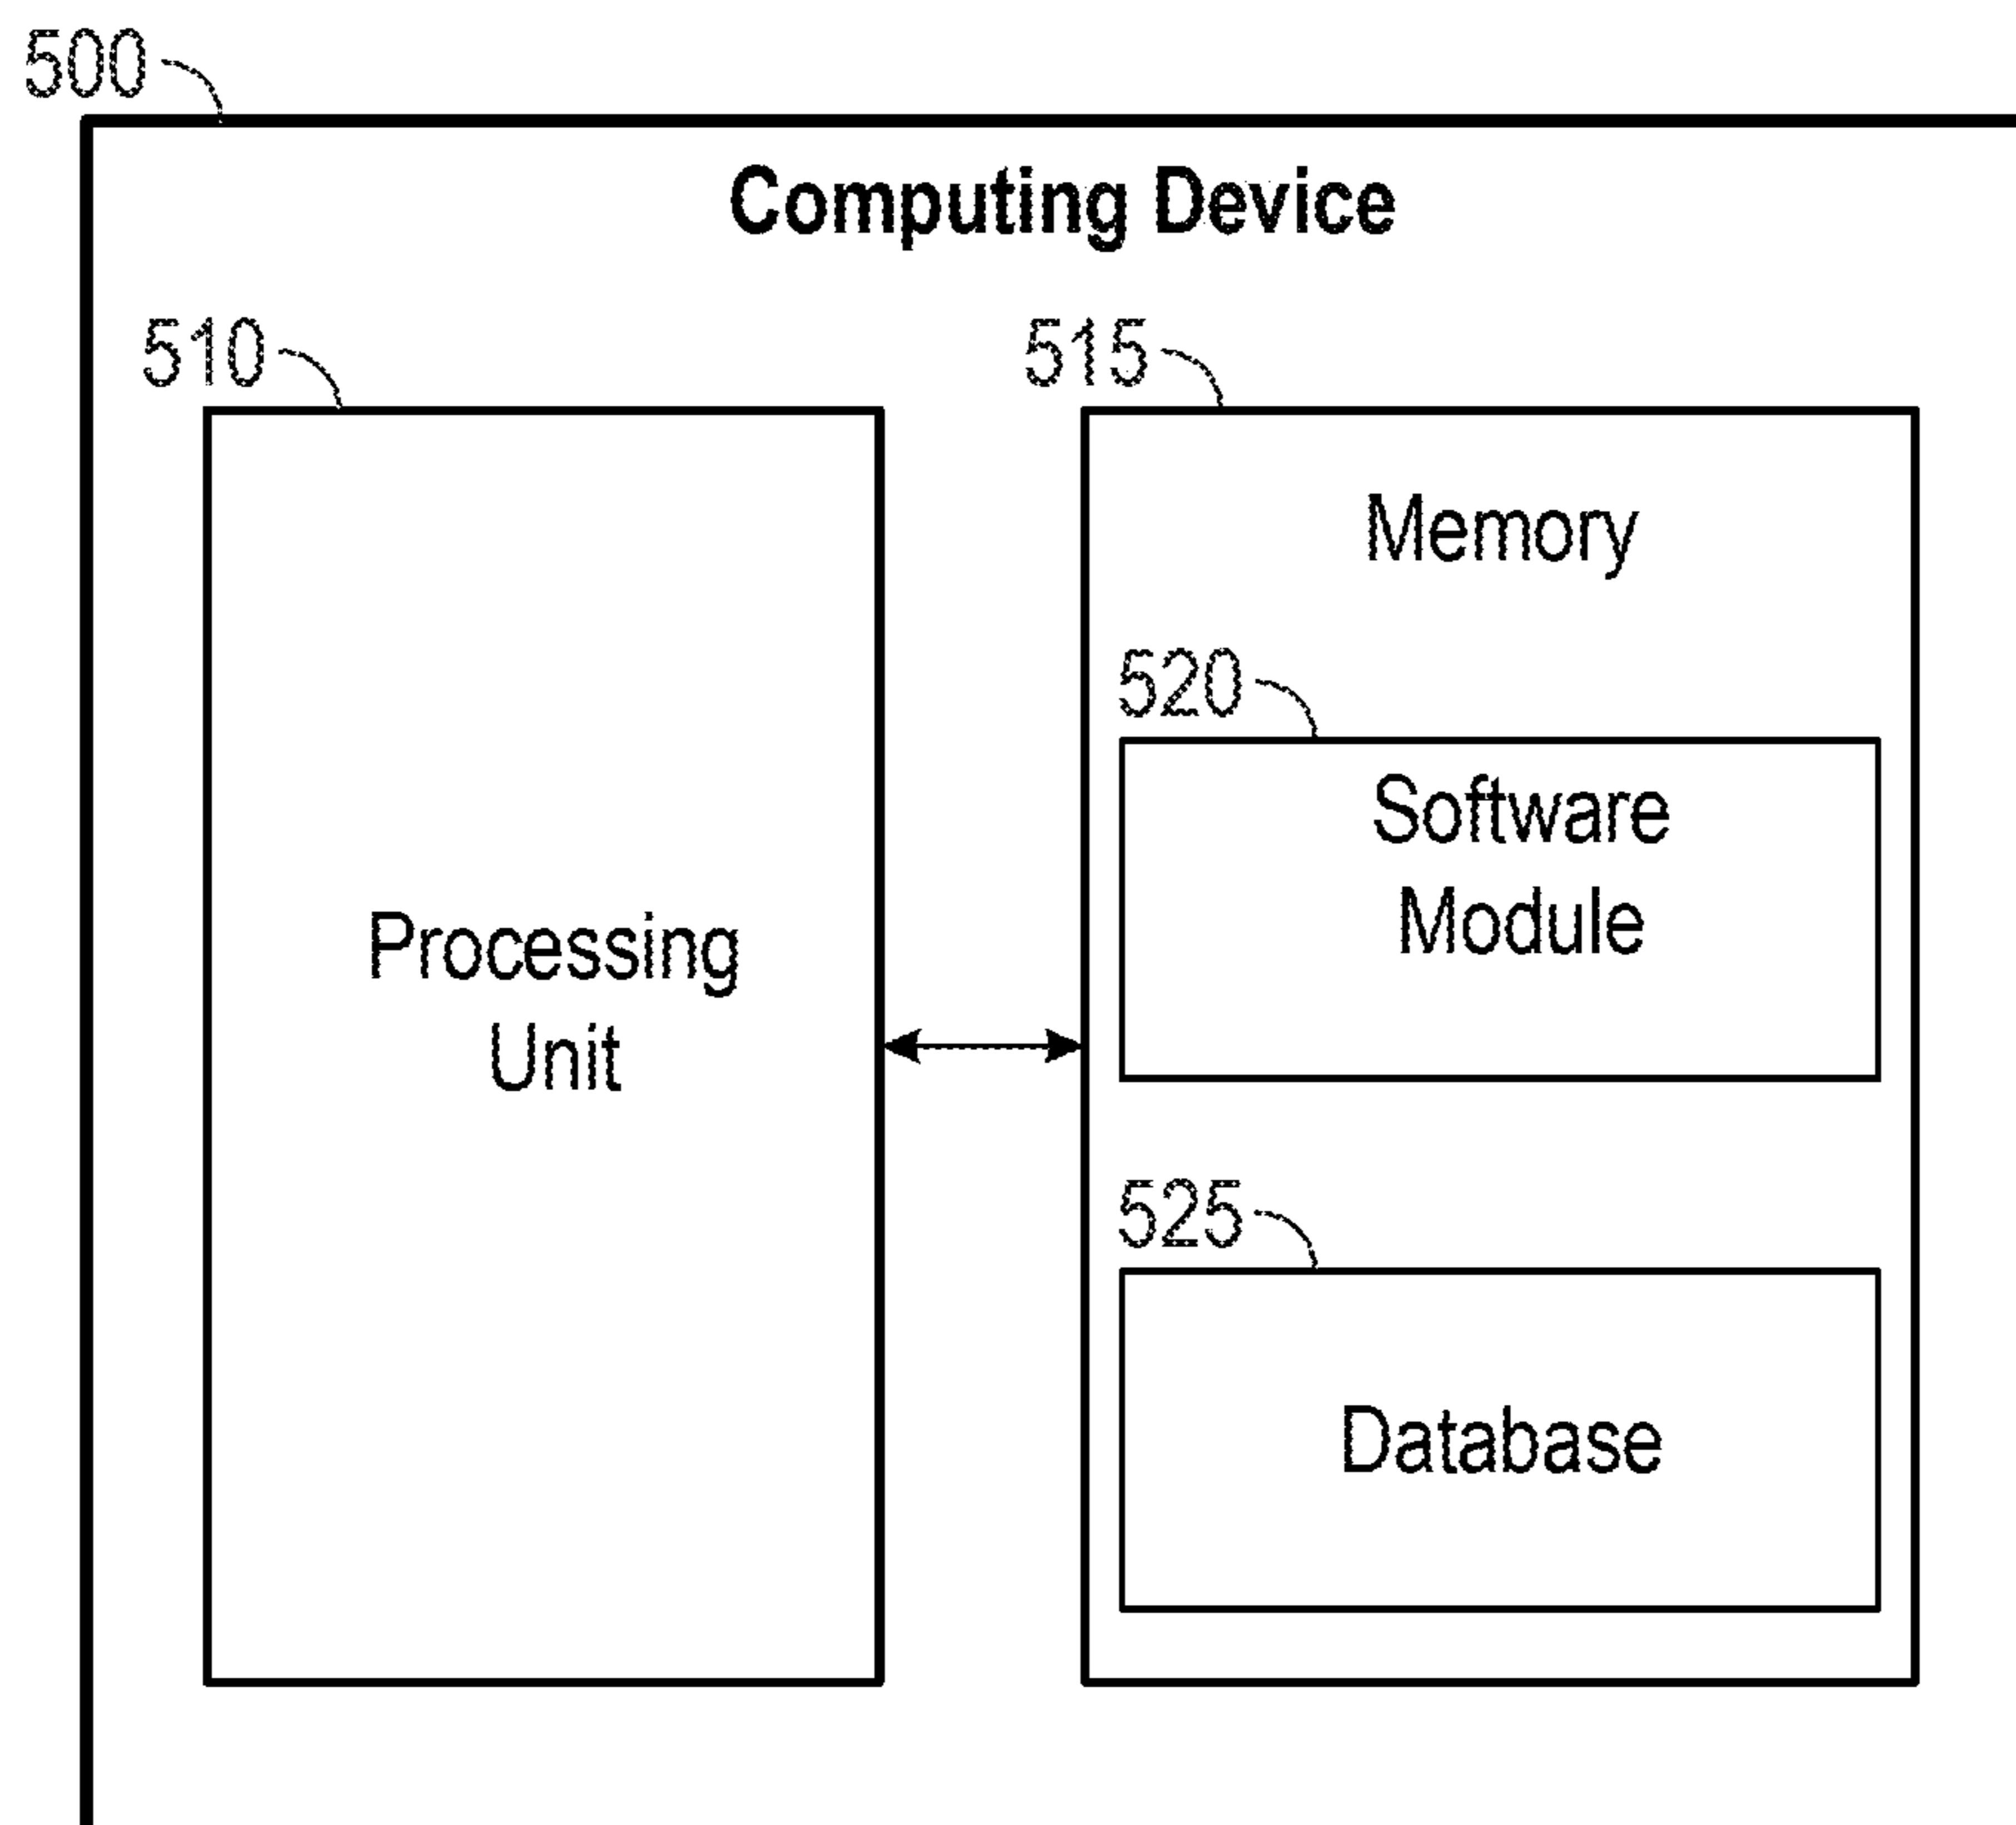 500
Computing Device
510
515
Memory
520
Software
Module
Processing
Unit
525
Database